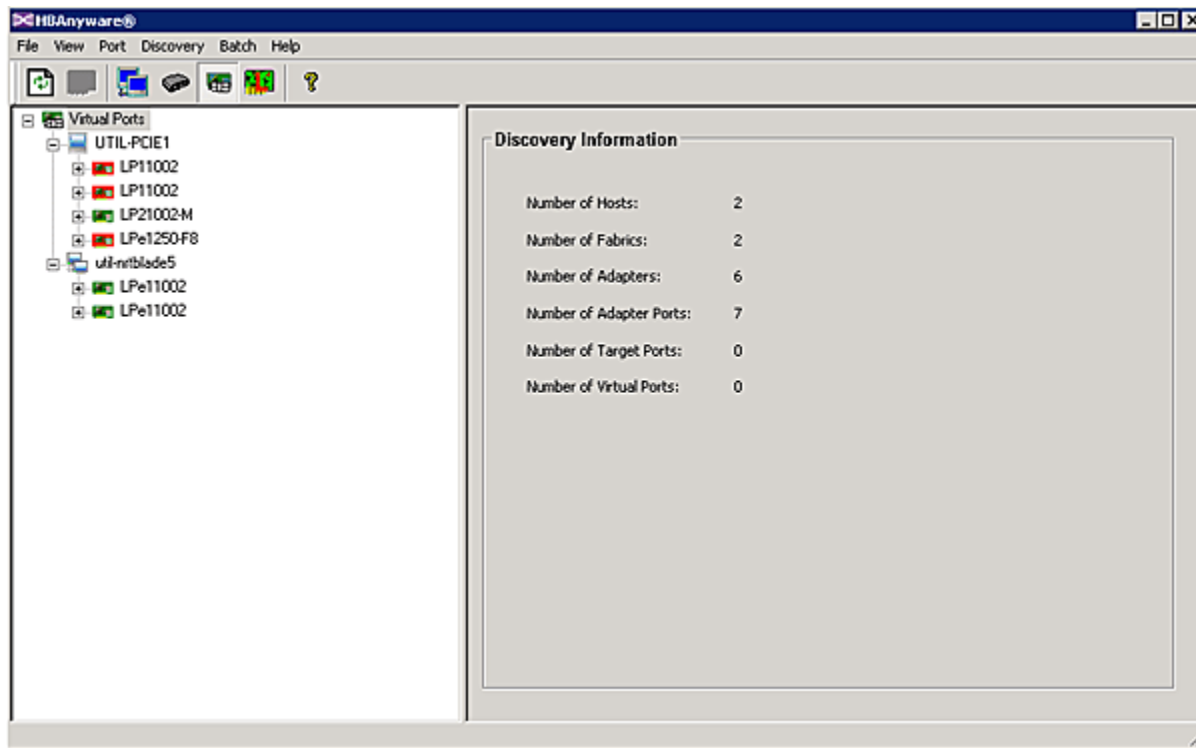 HBAnyware®
File View Port Discovery Batch Help
Virtual Ports
UTIL-PCIE1
LP11002
LP11002
LP21002-M
LPe1250-F8
util-nrtblade5
LPe11002
LPe11002
Discovery Information
Number of Hosts: 2
Number of Fabrics: 2
Number of Adapters: 6
Number of Adapter Ports: 7
Number of Target Ports: 0
Number of Virtual Ports: 0